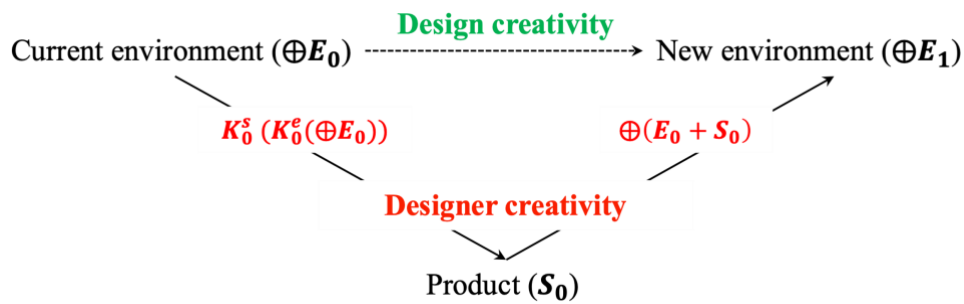 Design creativity
Current environment (⊕E₀)
New environment (⊕E₁)
K₀ˢ (K₀ᵉ(⊕E₀))
⊕(E₀ + S₀)
Designer creativity
Product (S₀)